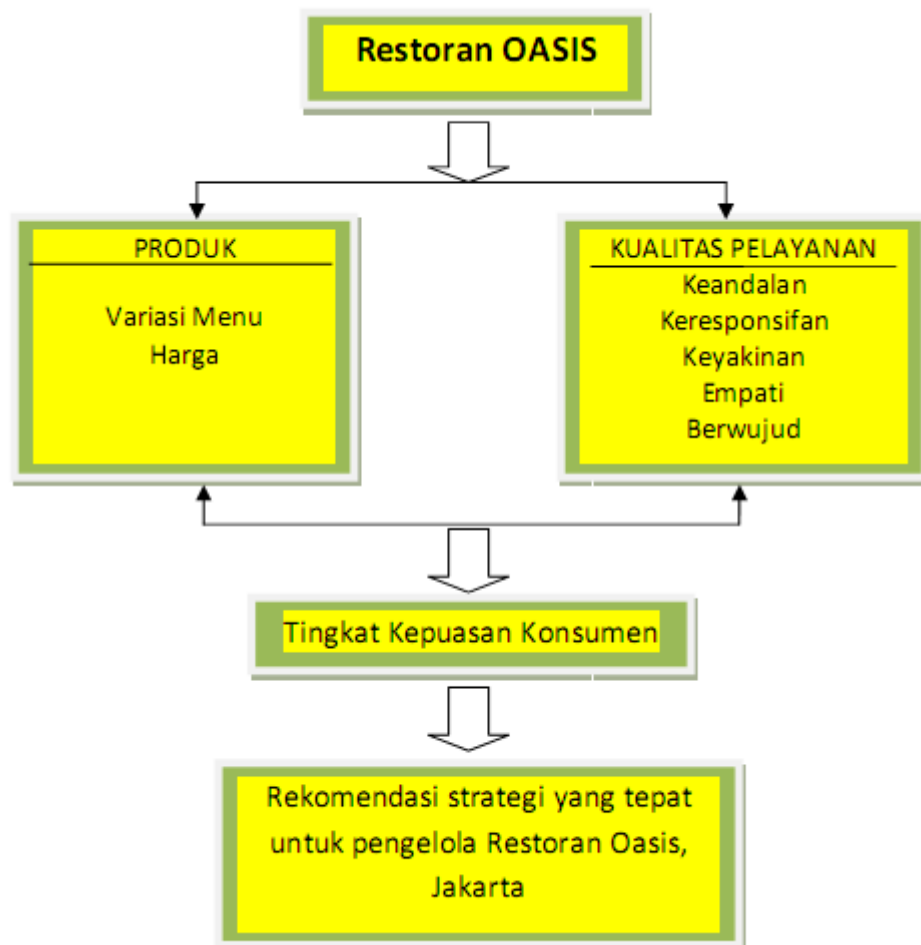 Restoran OASIS
PRODUK
Variasi Menu
Harga
KUALITAS PELAYANAN
Keandalan
Keresponsifan
Keyakinan
Empati
Berwujud
Tingkat Kepuasan Konsumen
Rekomendasi strategi yang tepat
untuk pengelola Restoran Oasis,
Jakarta